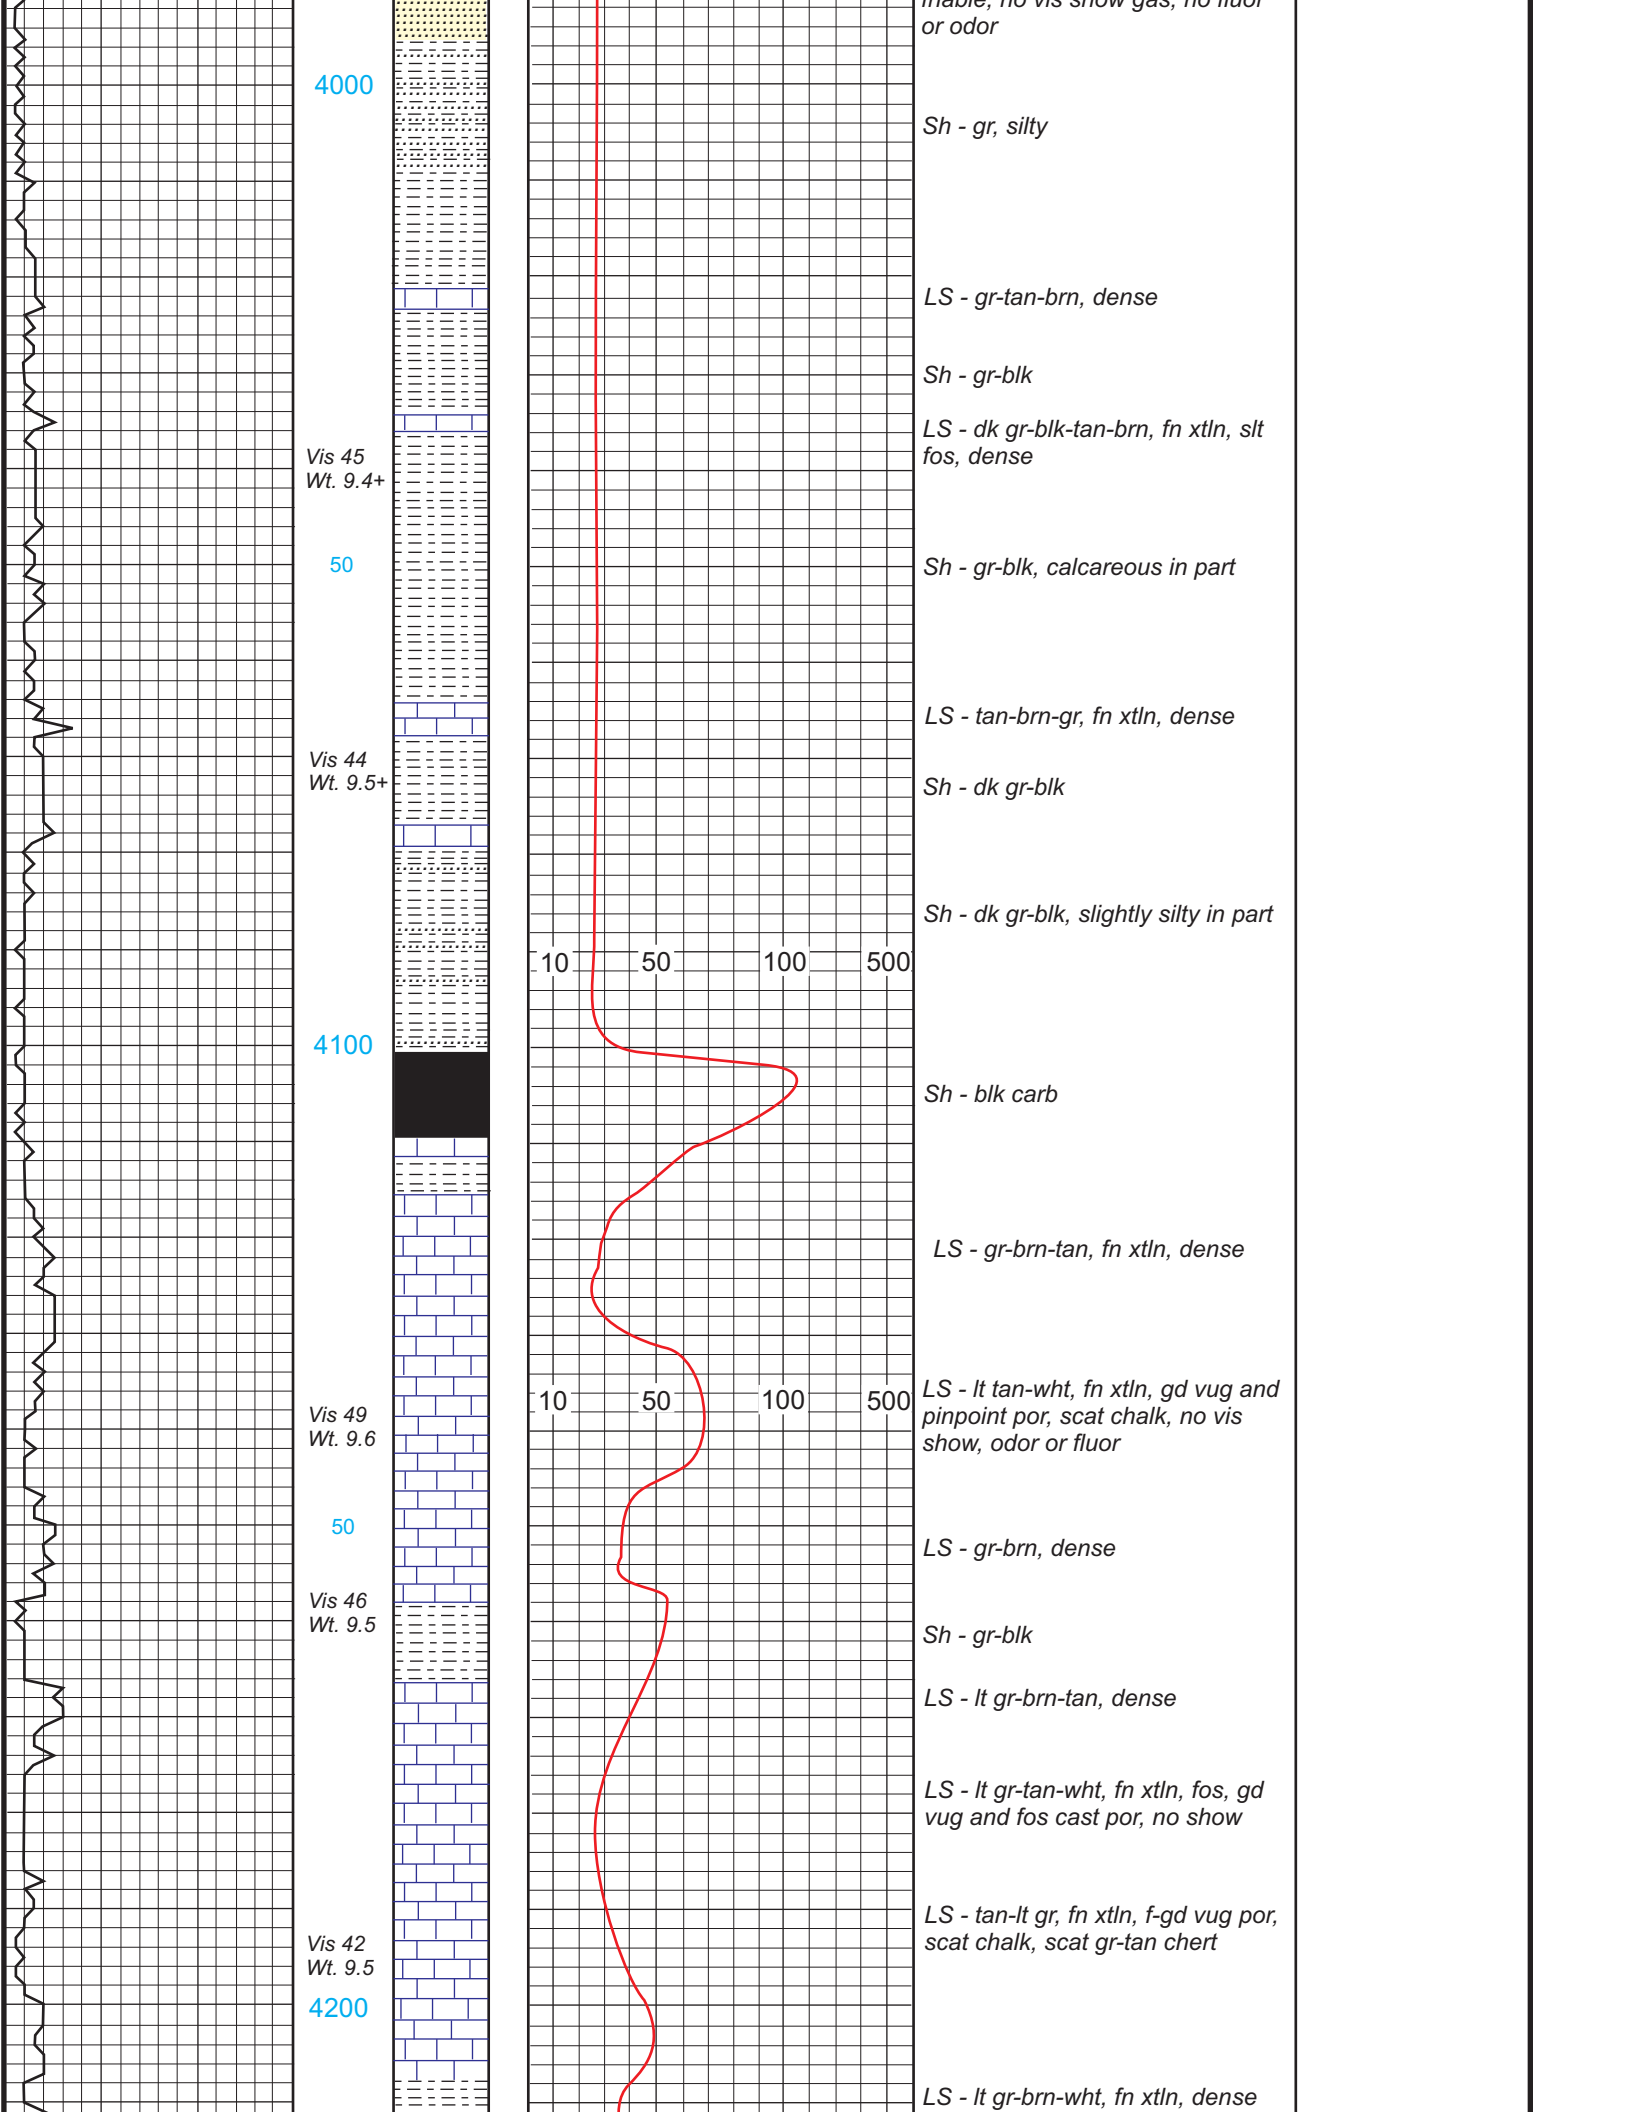 friable, no vis show gas, no fluor
or odor
4000
Sh - gr, silty
LS - gr-tan-brn, dense
Sh - gr-blk
LS - dk gr-blk-tan-brn, fn xtln, slt
fos, dense
Vis 45
Wt. 9.4+
50
Sh - gr-blk, calcareous in part
LS - tan-brn-gr, fn xtln, dense
Vis 44
Wt. 9.5+
Sh - dk gr-blk
Sh - dk gr-blk, slightly silty in part
10 50 100 500
4100
Sh - blk carb
LS - gr-brn-tan, fn xtln, dense
10 50 100 500
LS - lt tan-wht, fn xtln, gd vug and
pinpoint por, scat chalk, no vis
show, odor or fluor
Vis 49
Wt. 9.6
50
LS - gr-brn, dense
Vis 46
Wt. 9.5
Sh - gr-blk
LS - lt gr-brn-tan, dense
LS - lt gr-tan-wht, fn xtln, fos, gd
vug and fos cast por, no show
LS - tan-lt gr, fn xtln, f-gd vug por,
scat chalk, scat gr-tan chert
Vis 42
Wt. 9.5
4200
LS - lt gr-brn-wht, fn xtln, dense